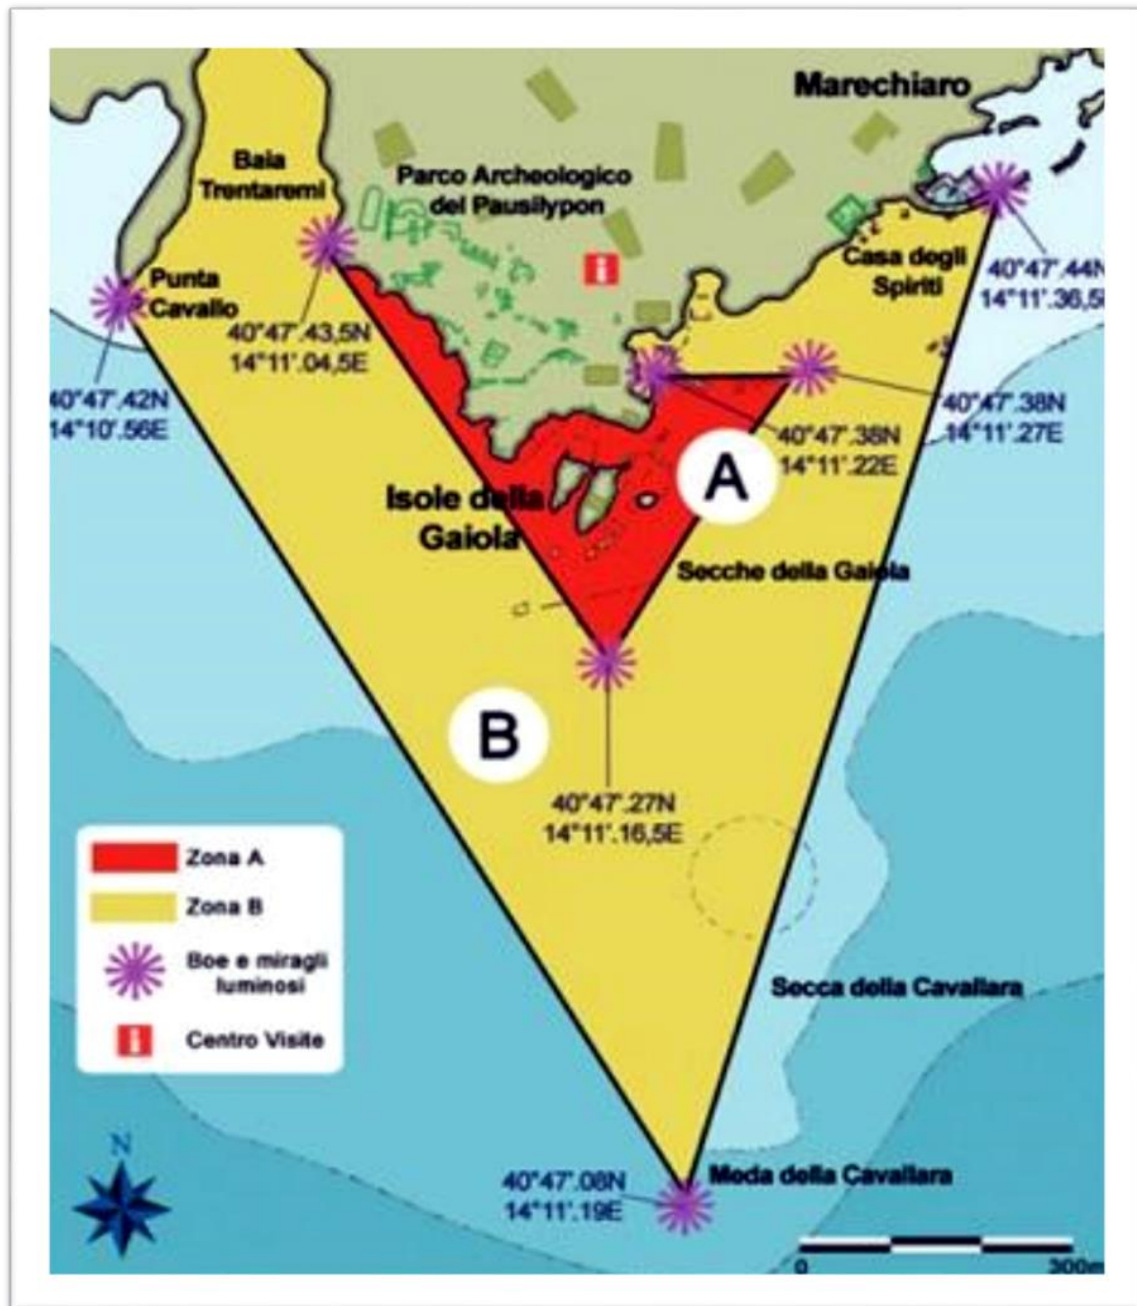 Marechiaro
Baia
Trentaremi
Parco Archeologico
del Pausilypon
Punta
Cavallo
Casa degli
Spiriti
40°47'.44N
14°11'.36,5
40°47'.43,5N
14°11'.04,5E
40°47'.42N
14°10'.56E
40°47'.38N
14°11'.27E
40°47'.38N
14°11'.22E
A
Isole della
Gaiola
Secche della Gaiola
B
40°47'.27N
14°11'.16,5E
Zona A
Zona B
Boe e miragli
luminosi
i
Centro Visite
Secca della Cavallara
N
Meda della Cavallara
40°47'.08N
14°11'.19E
0
300m